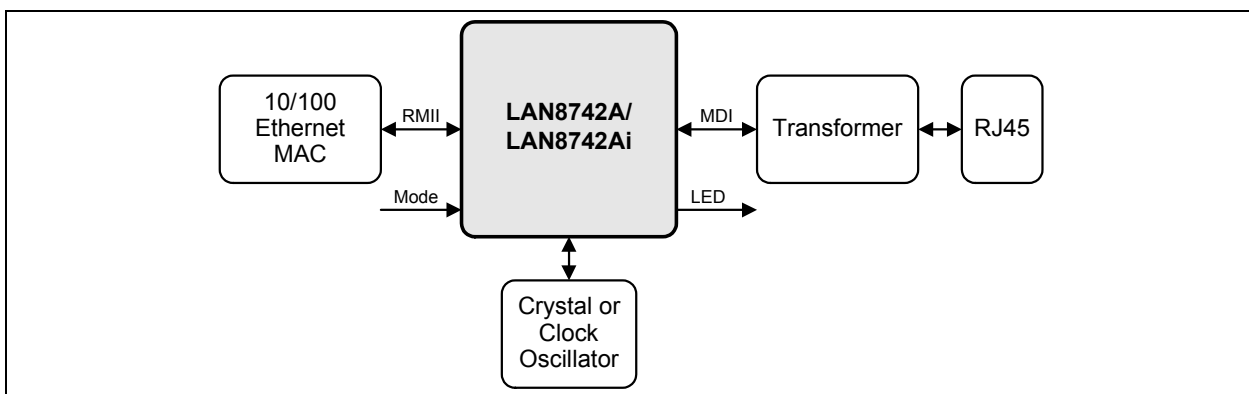 10/100
Ethernet
MAC
RMII
Mode
LAN8742A/
LAN8742Ai
MDI
LED
Transformer
RJ45
Crystal or
Clock
Oscillator